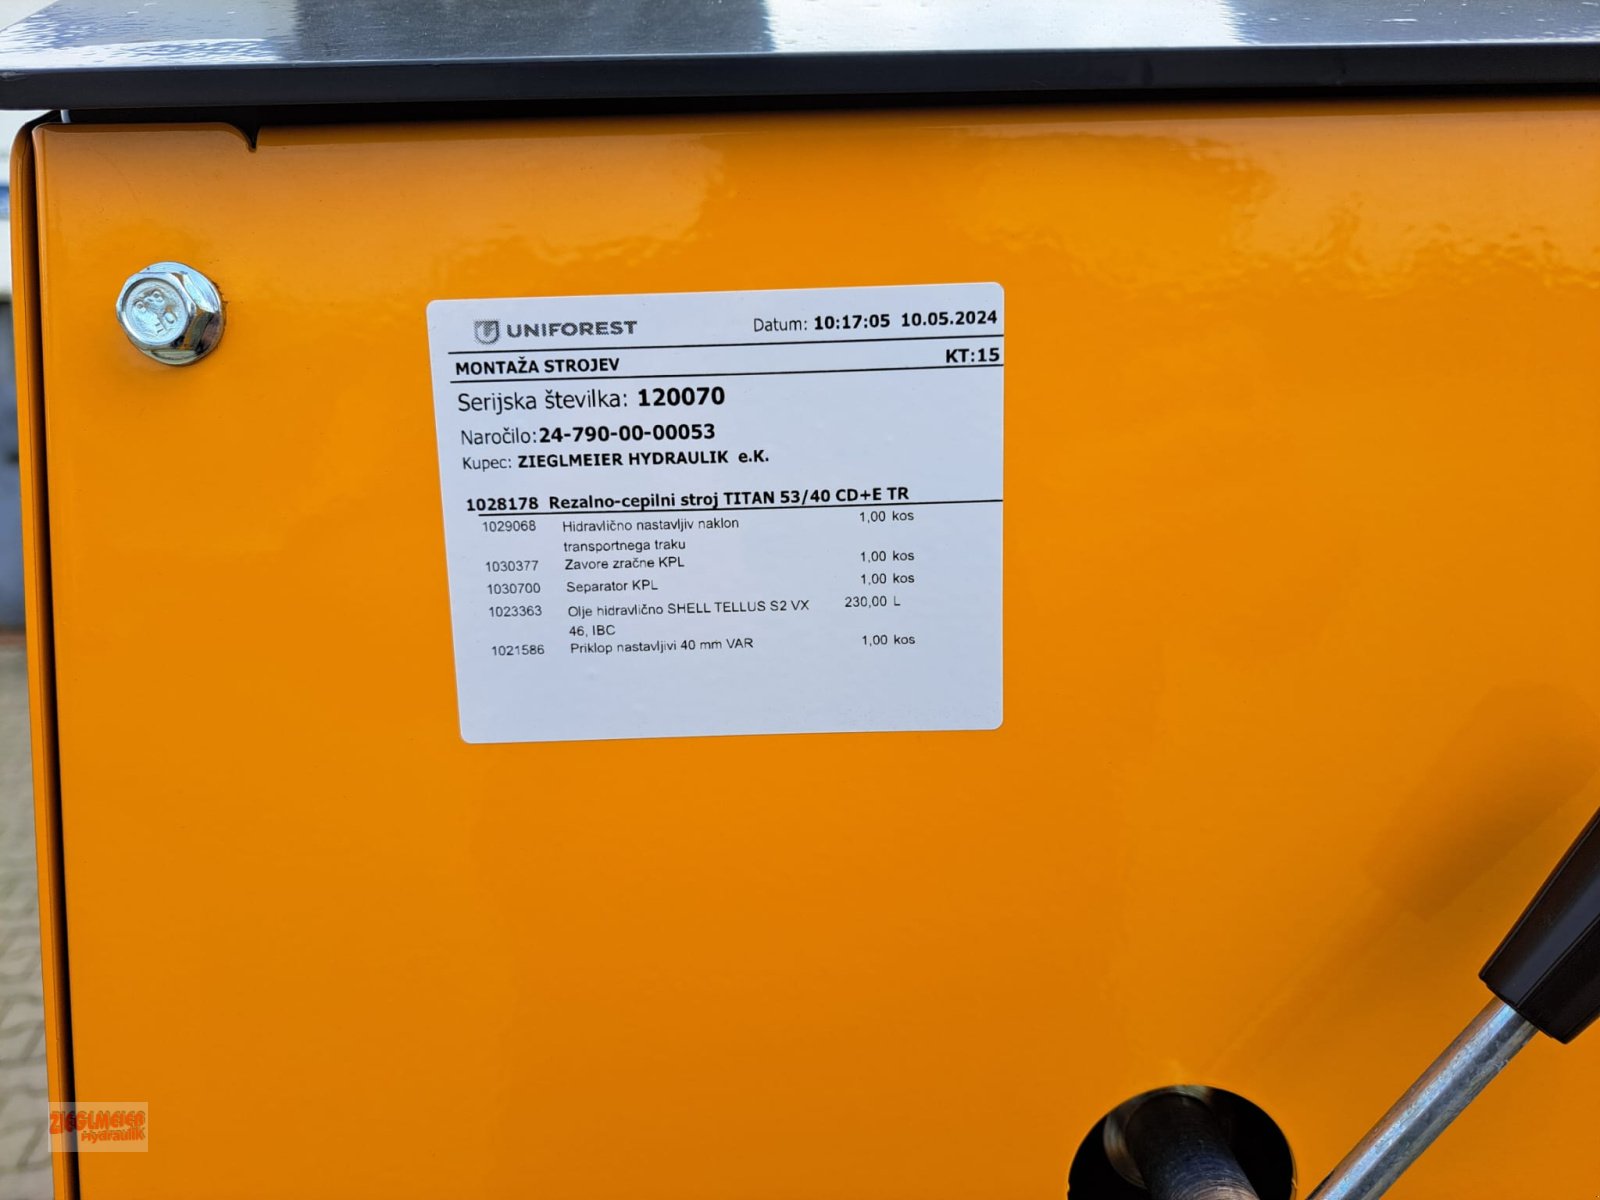 UNIFOREST Datum: 10:17:05 10.05.2024
MONTAŽA STROJEV KT:15
Serijska številka: 120070
Naročilo:24-790-00-00053
Kupec: ZIEGLMEIER HYDRAULIK e.K.
1028178 Rezalno-cepilni stroj TITAN 53/40 CD+E TR
1029068 Hidravlično nastavljiv naklon 1,00 kos
transportnega traku
1030377 Zavore zračne KPL 1,00 kos
1030700 Separator KPL 1,00 kos
1023363 Olje hidravlično SHELL TELLUS S2 VX 230,00 L
46, IBC
1021586 Priklop nastavljivi 40 mm VAR 1,00 kos
8.8
ZIEGLMEIER
Hydraulik